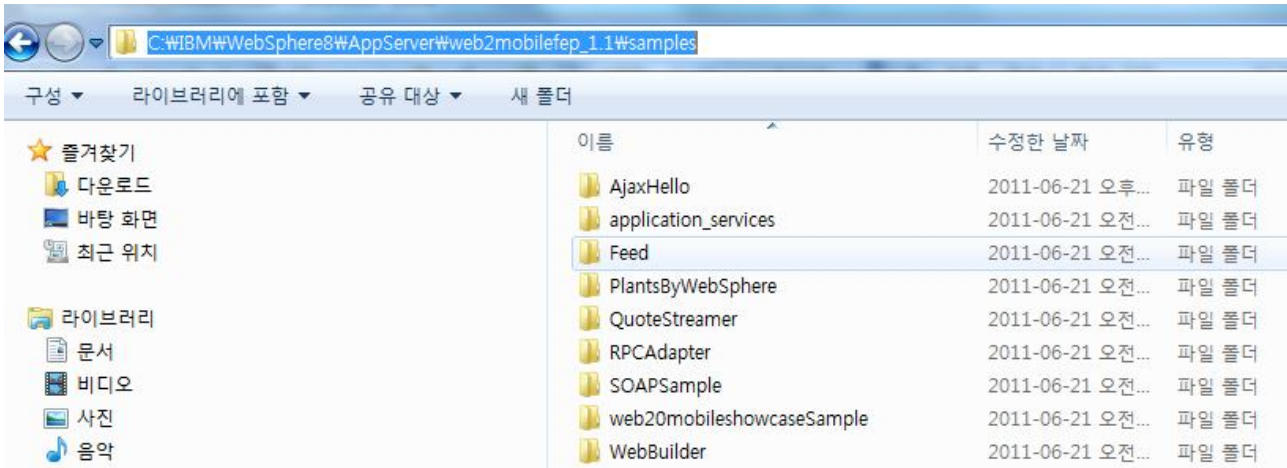 C:₩IBM₩WebSphere8₩AppServer₩web2mobilefep_1.1₩samples
구성 라이브러리에 포함 공유 대상 새 폴더
즐겨찾기
다운로드
바탕 화면
최근 위치
라이브러리
문서
비디오
사진
음악
이름 수정한 날짜 유형
AjaxHello 2011-06-21 오후... 파일 폴더
application_services 2011-06-21 오전... 파일 폴더
Feed 2011-06-21 오전... 파일 폴더
PlantsByWebSphere 2011-06-21 오전... 파일 폴더
QuoteStreamer 2011-06-21 오전... 파일 폴더
RPCAdapter 2011-06-21 오전... 파일 폴더
SOAPSample 2011-06-21 오전... 파일 폴더
web20mobileshowcaseSample 2011-06-21 오전... 파일 폴더
WebBuilder 2011-06-21 오전... 파일 폴더